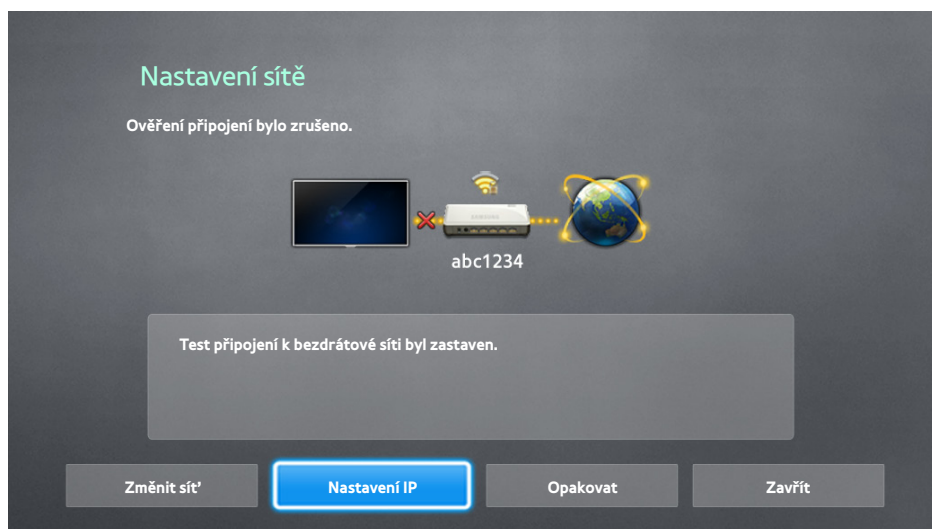 Nastavení sítě
Ověření připojení bylo zrušeno.
SAMSUNG
abc1234
Test připojení k bezdrátové síti byl zastaven.
Změnit síť
Nastavení IP
Opakovat
Zavřít